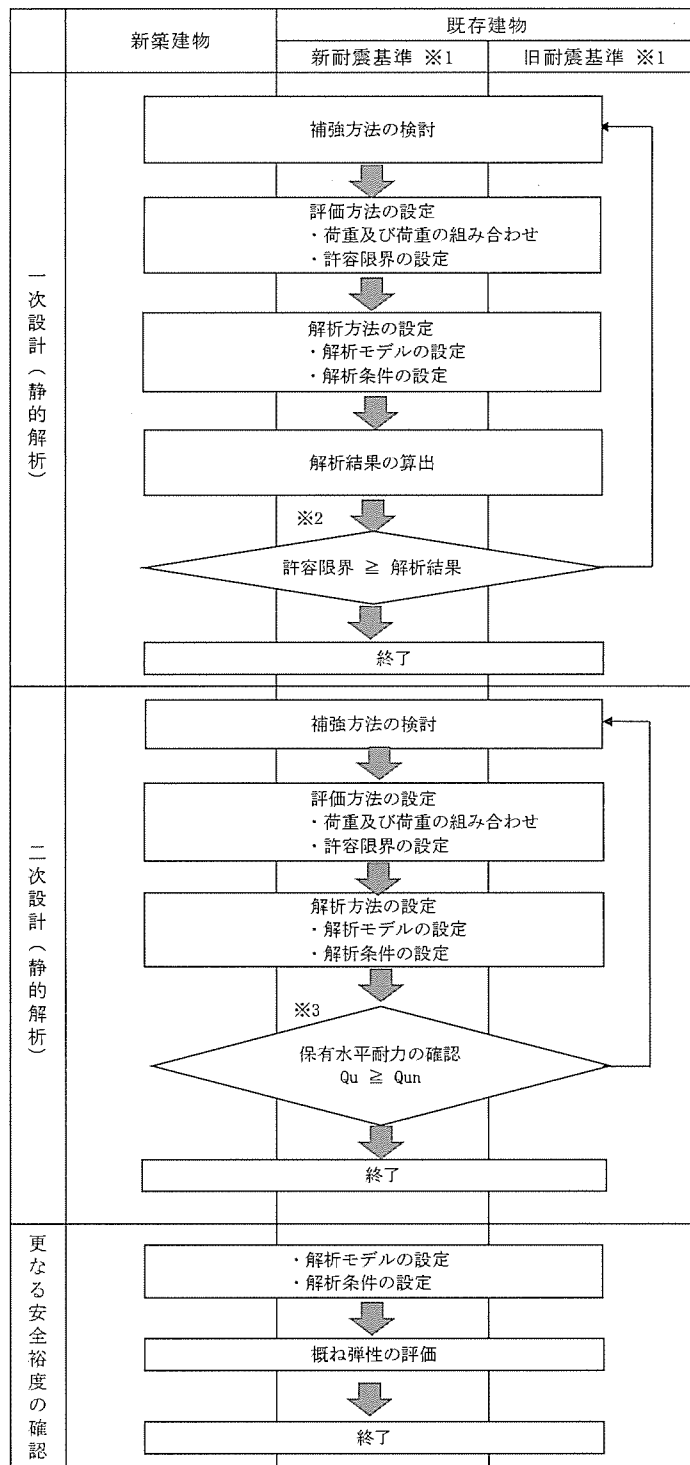 新築建物
既存建物
新耐震基準 ※1
旧耐震基準 ※1
一次設計(静的解析)
補強方法の検討
評価方法の設定
・荷重及び荷重の組み合わせ
・許容限界の設定
解析方法の設定
・解析モデルの設定
・解析条件の設定
解析結果の算出
※2
許容限界 ≧ 解析結果
終了
二次設計(静的解析)
補強方法の検討
評価方法の設定
・荷重及び荷重の組み合わせ
・許容限界の設定
解析方法の設定
・解析モデルの設定
・解析条件の設定
※3
保有水平耐力の確認
Qu ≧ Qun
終了
更なる安全裕度の確認
・解析モデルの設定
・解析条件の設定
概ね弾性の評価
終了